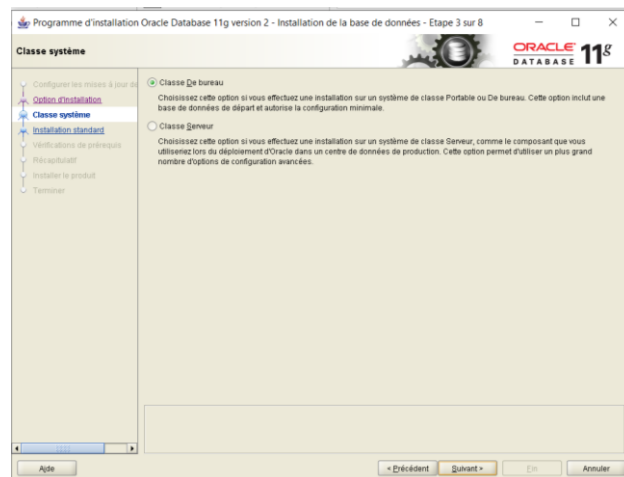 Programme d'installation Oracle Database 11g version 2 - Installation de la base de données - Etape 3 sur 8
Classe système
ORACLE
DATABASE
11g
Configurer les mises à jour de
Option d'installation
Classe système
Installation standard
Vérifications de prérequis
Récapitulatif
Installer le produit
Terminer
Classe De bureau
Choisissez cette option si vous effectuez une installation sur un système de classe Portable ou De bureau. Cette option inclut une
base de données de départ et autorise la configuration minimale.
Classe Serveur
Choisissez cette option si vous effectuez une installation sur un système de classe Serveur, comme le composant que vous
utiliseriez lors du déploiement d'Oracle dans un centre de données de production. Cette option permet d'utiliser un plus grand
nombre d'options de configuration avancées.
Aide
< Précédent
Suivant >
Fin
Annuler